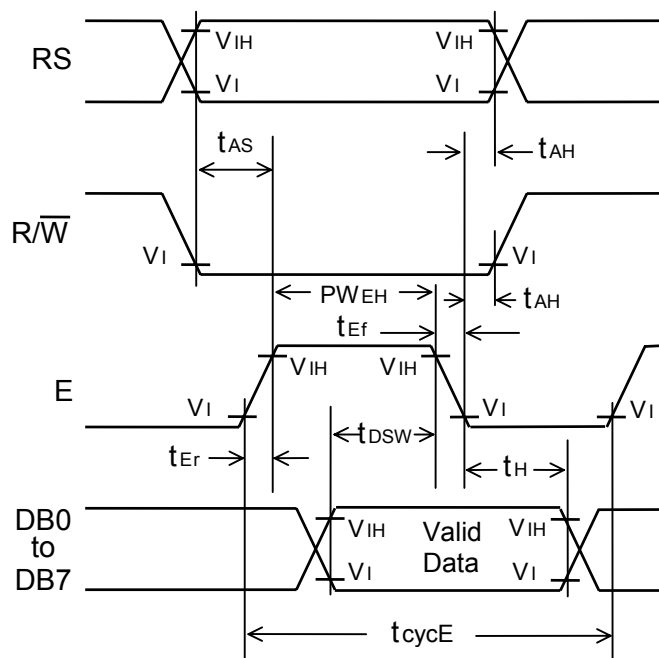 RS
VIH
VIH
VI
VI
tAS
tAH
R/W̅
VI
VI
PWEH
tAH
tEf
E
VIH
VIH
VI
VI
VI
tDSW
tEr
tH
DB0
to
DB7
VIH
Valid
Data
VIH
VI
VI
tcycE